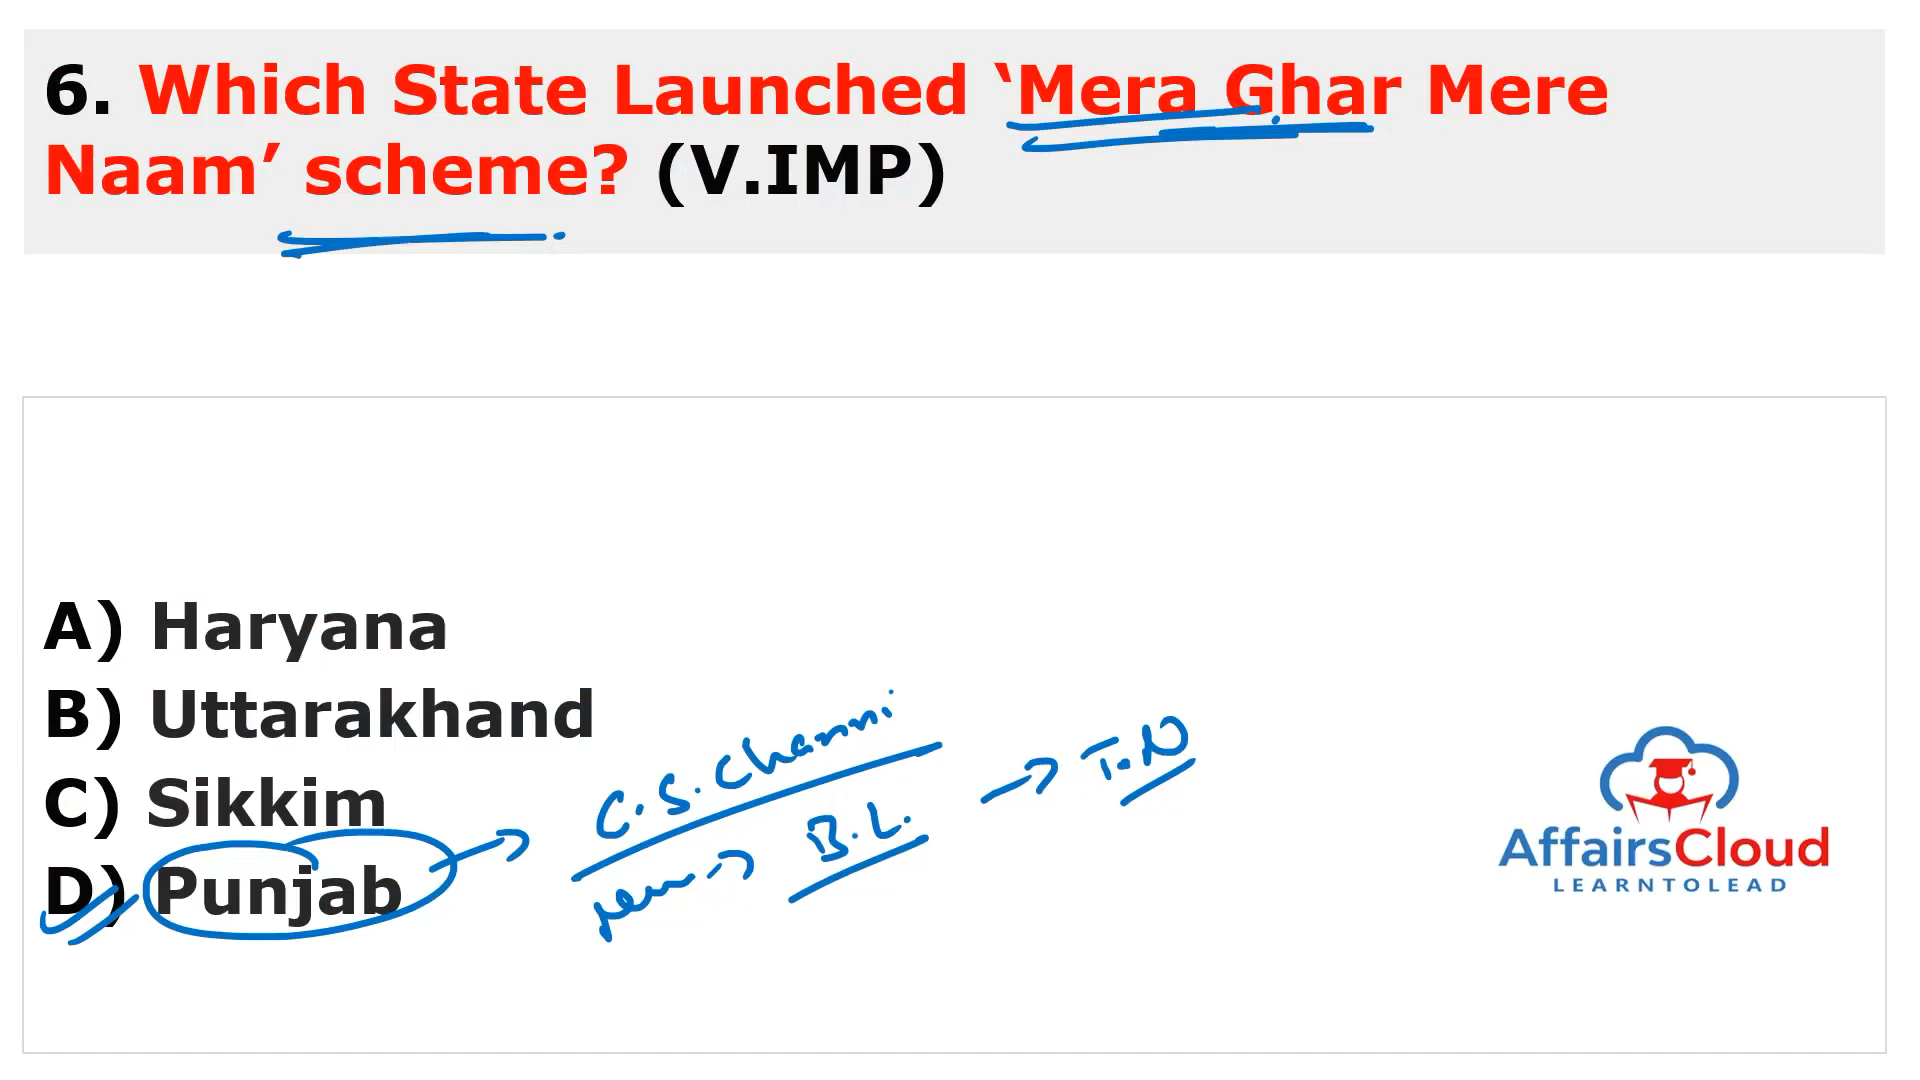 6. Which State Launched ‘Mera Ghar Mere
Naam’ scheme? (V.IMP)
A) Haryana
B) Uttarakhand
C) Sikkim
D) Punjab
C.S. Channi
B.L.
T.N
AffairsCloud
LEARNTOLEAD